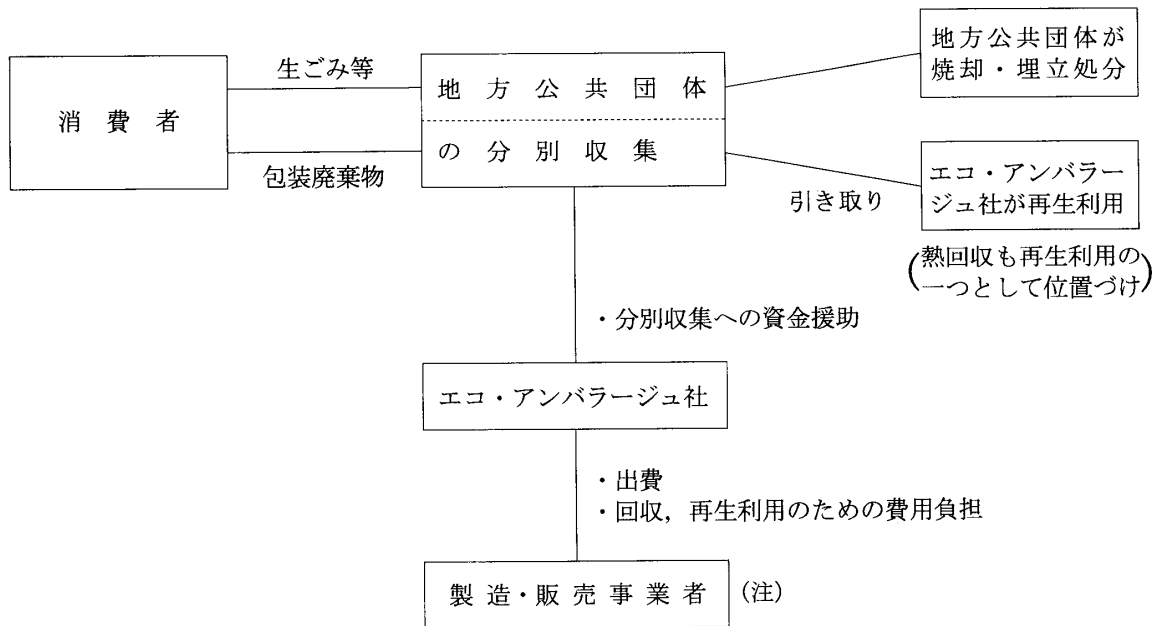 消費者
生ごみ等
包装廃棄物
地方公共団体
の分別収集
地方公共団体が
焼却・埋立処分
引き取り
エコ・アンバラー
ジュ社が再生利用
(熱回収も再生利用の
一つとして位置づけ)
・分別収集への資金援助
エコ・アンバラージュ社
・出費
・回収，再生利用のための費用負担
製造・販売事業者 (注)